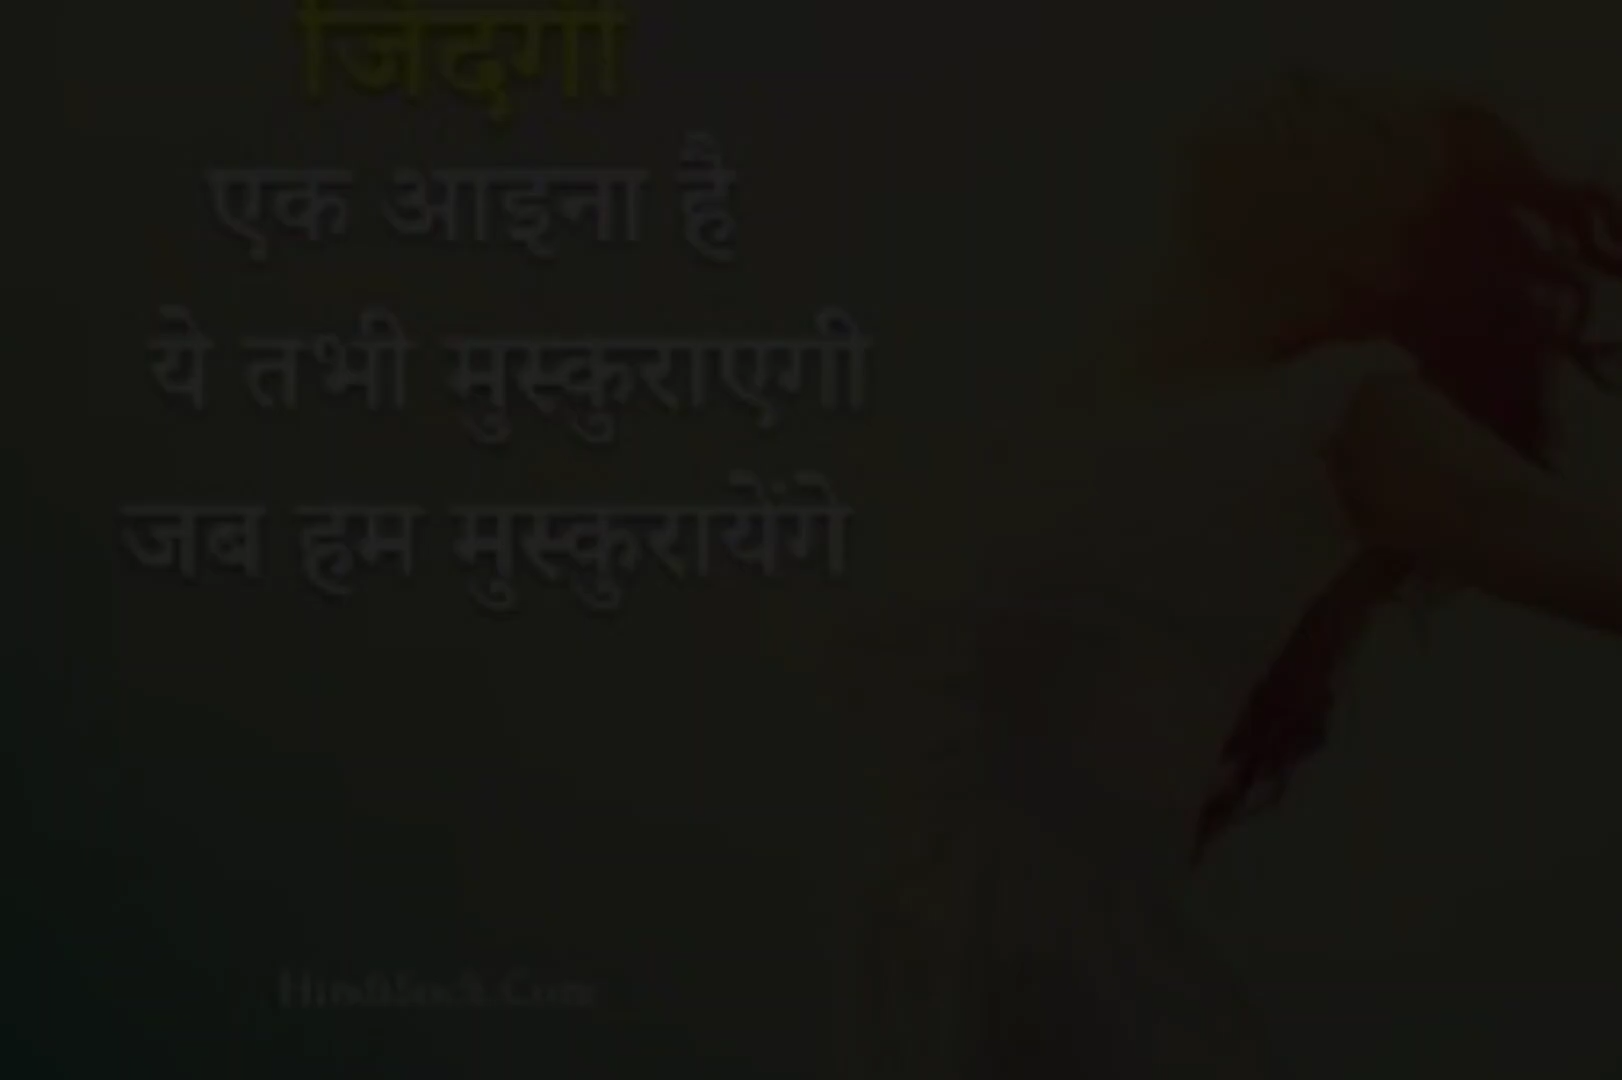 जिंदगी
एक आइना है
ये तभी मुस्कुराएगी
जब हम मुस्कुरायेंगे